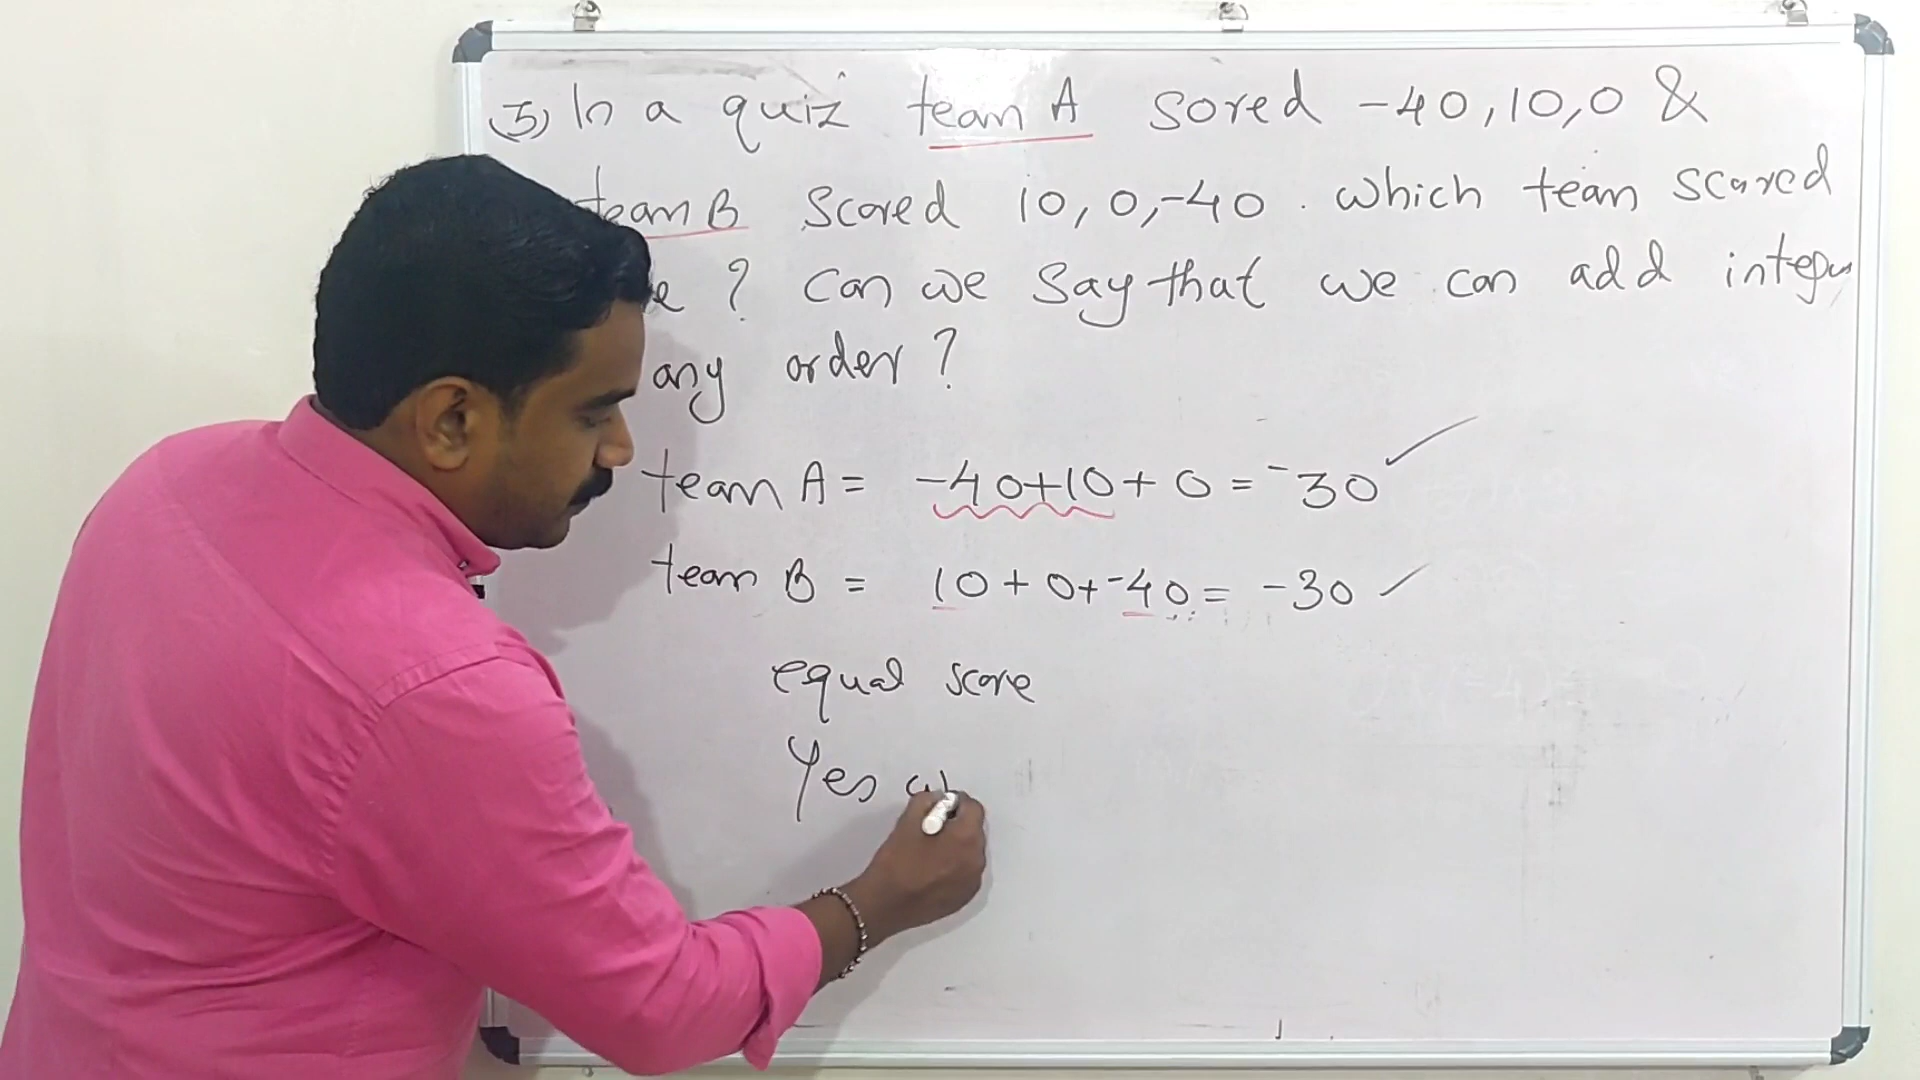 (5) In a quiz team A sored -40,10,0 &
team B Scored 10, 0,-40. which team scored
? Can we Say that we can add
any order?
team A = -40+10+0 = -30
team B = 10+0+-40 = -30
equal score
Yes